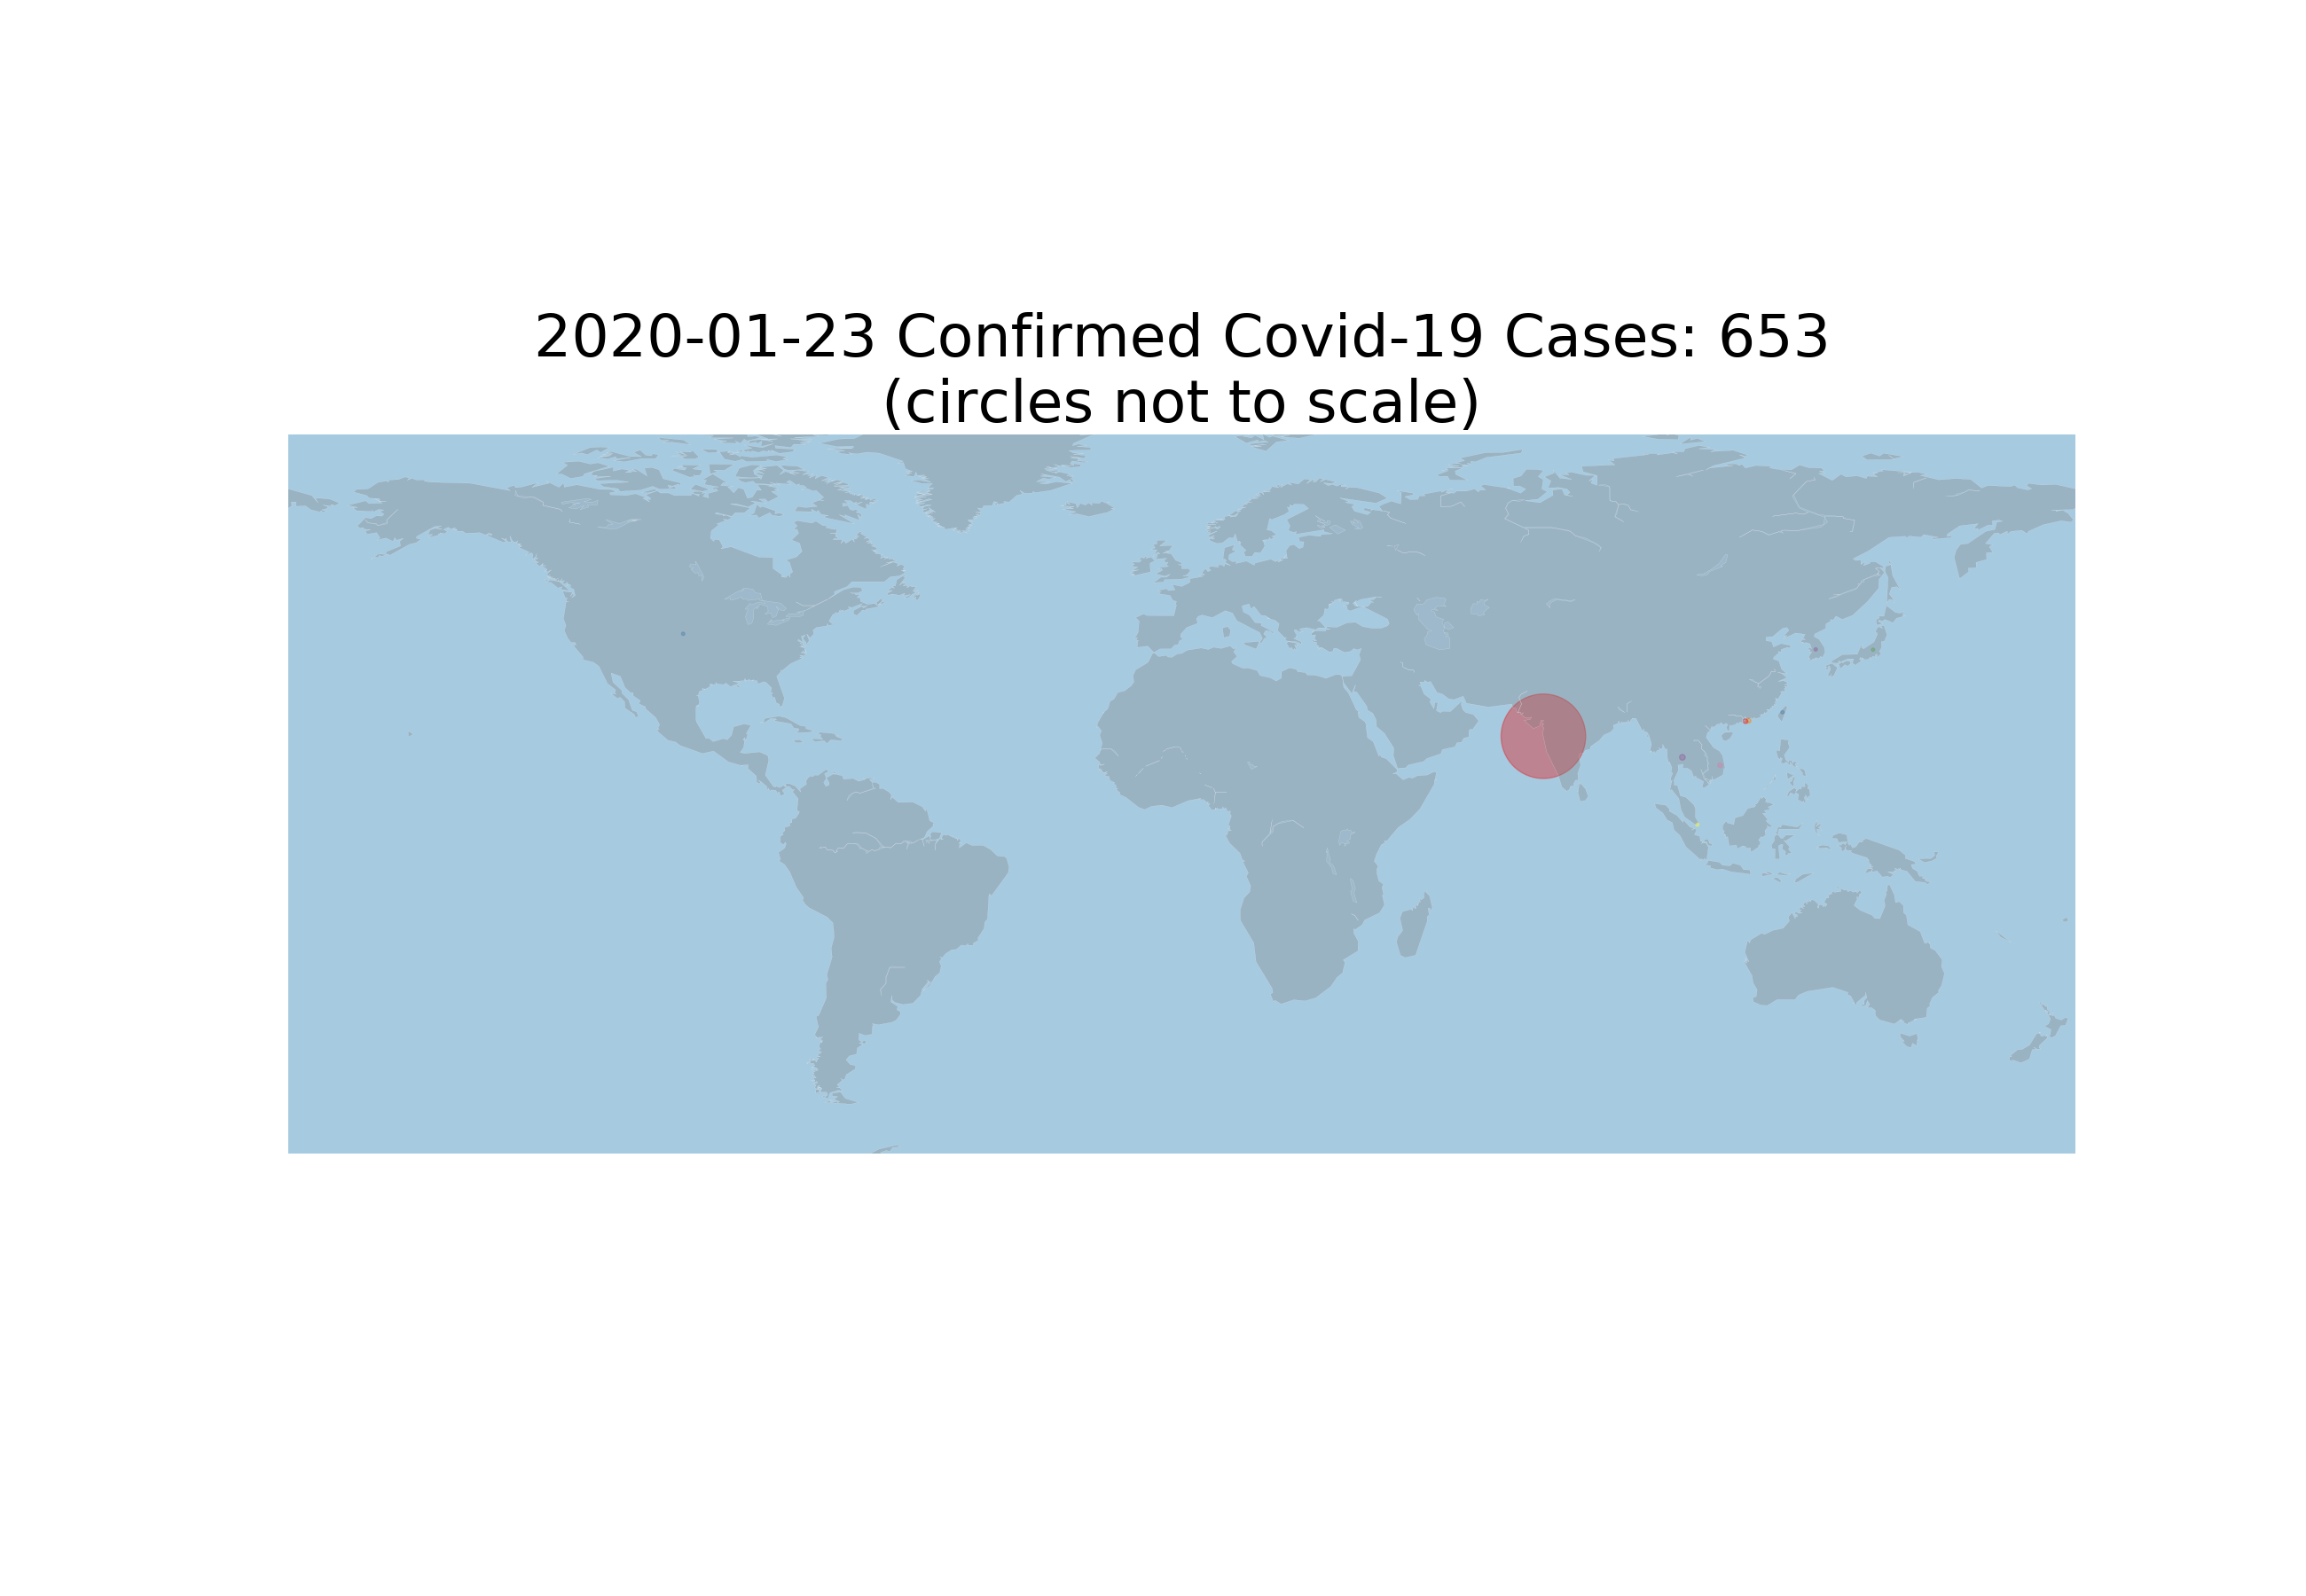 2020-01-23 Confirmed Covid-19 Cases: 653
(circles not to scale)